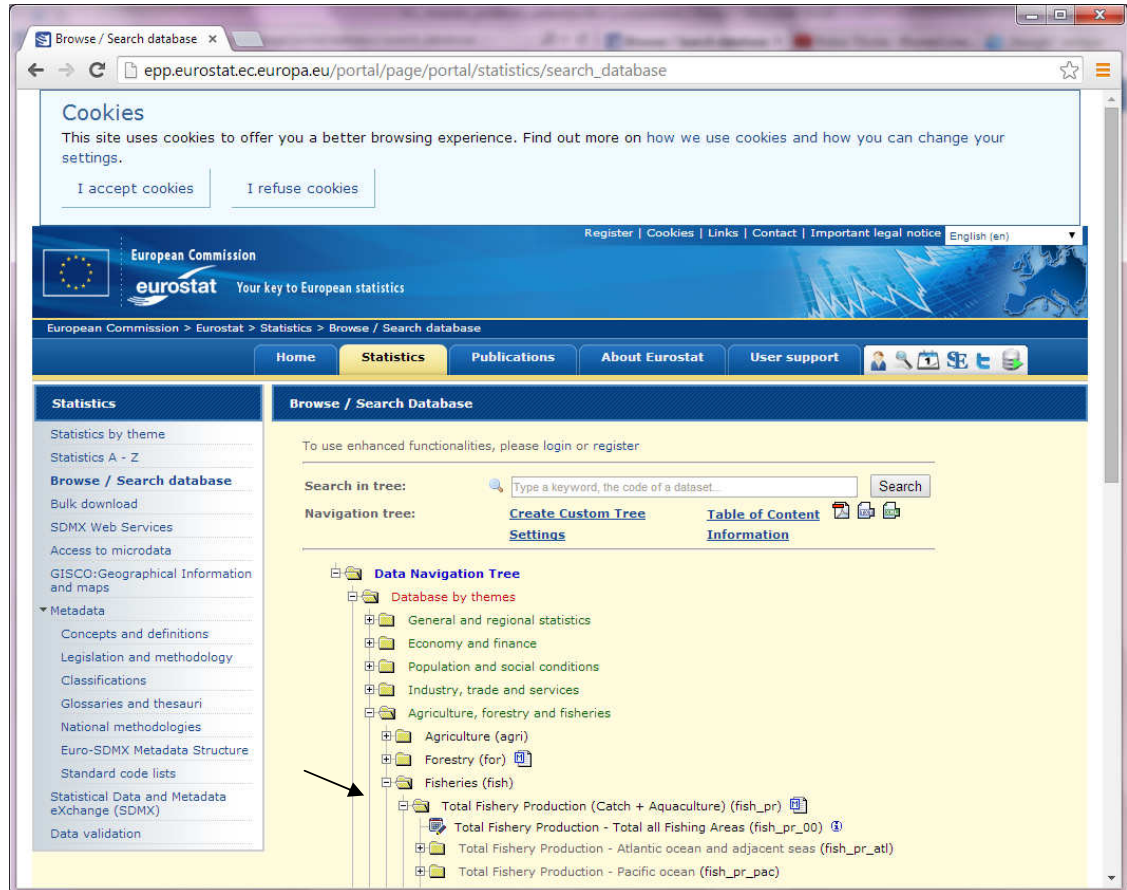 Browse / Search database
epp.eurostat.ec.europa.eu/portal/page/portal/statistics/search_database
Cookies
This site uses cookies to offer you a better browsing experience. Find out more on how we use cookies and how you can change your
settings.
I accept cookies I refuse cookies
Register | Cookies | Links | Contact | Important legal notice English (en)
European Commission
eurostat Your key to European statistics
European Commission > Eurostat > Statistics > Browse / Search database
Home Statistics Publications About Eurostat User support 1 SE t
Statistics
Statistics by theme
Statistics A - Z
Browse / Search database
Bulk download
SDMX Web Services
Access to microdata
GISCO:Geographical Information
and maps
Metadata
Concepts and definitions
Legislation and methodology
Classifications
Glossaries and thesauri
National methodologies
Euro-SDMX Metadata Structure
Standard code lists
Statistical Data and Metadata
eXchange (SDMX)
Data validation
Browse / Search Database
To use enhanced functionalities, please login or register
Search in tree: Type a keyword, the code of a dataset... Search
Navigation tree: Create Custom Tree Table of Content
Settings Information
Data Navigation Tree
Database by themes
General and regional statistics
Economy and finance
Population and social conditions
Industry, trade and services
Agriculture, forestry and fisheries
Agriculture (agri)
Forestry (for) M
Fisheries (fish)
Total Fishery Production (Catch + Aquaculture) (fish_pr) M
Total Fishery Production - Total all Fishing Areas (fish_pr_00) i
Total Fishery Production - Atlantic ocean and adjacent seas (fish_pr_atl)
Total Fishery Production - Pacific ocean (fish_pr_pac)